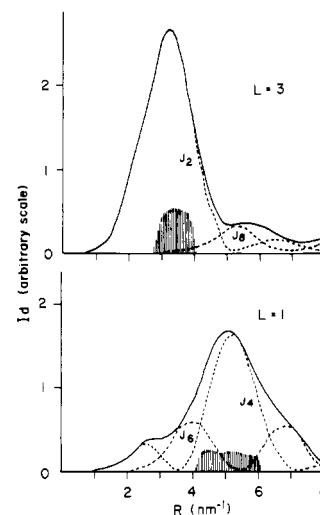 2
L = 3
1
J2
J8
0
Id (arbitrary scale)
2
L = 1
1
J6
J4
0
2 4 6 8
R (nm⁻¹)